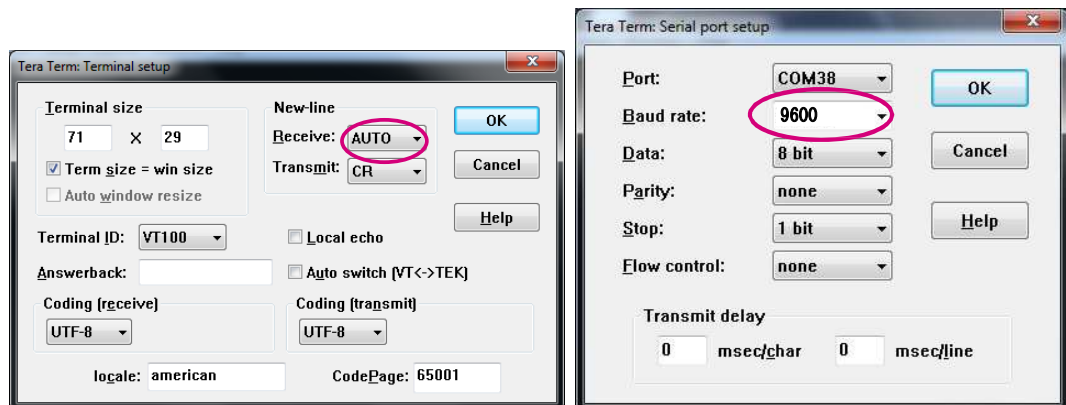 Tera Term: Terminal setup
Terminal size
71 X 29
Term size = win size
Auto window resize
New-line
Receive: AUTO
Transmit: CR
OK
Cancel
Help
Terminal ID: VT100
Local echo
Answerback:
Auto switch (VT<->TEK)
Coding (receive)
UTF-8
Coding (transmit)
UTF-8
locale: american
CodePage: 65001
Tera Term: Serial port setup
Port: COM38
Baud rate: 9600
Data: 8 bit
Parity: none
Stop: 1 bit
Flow control: none
OK
Cancel
Help
Transmit delay
0 msec/char 0 msec/line